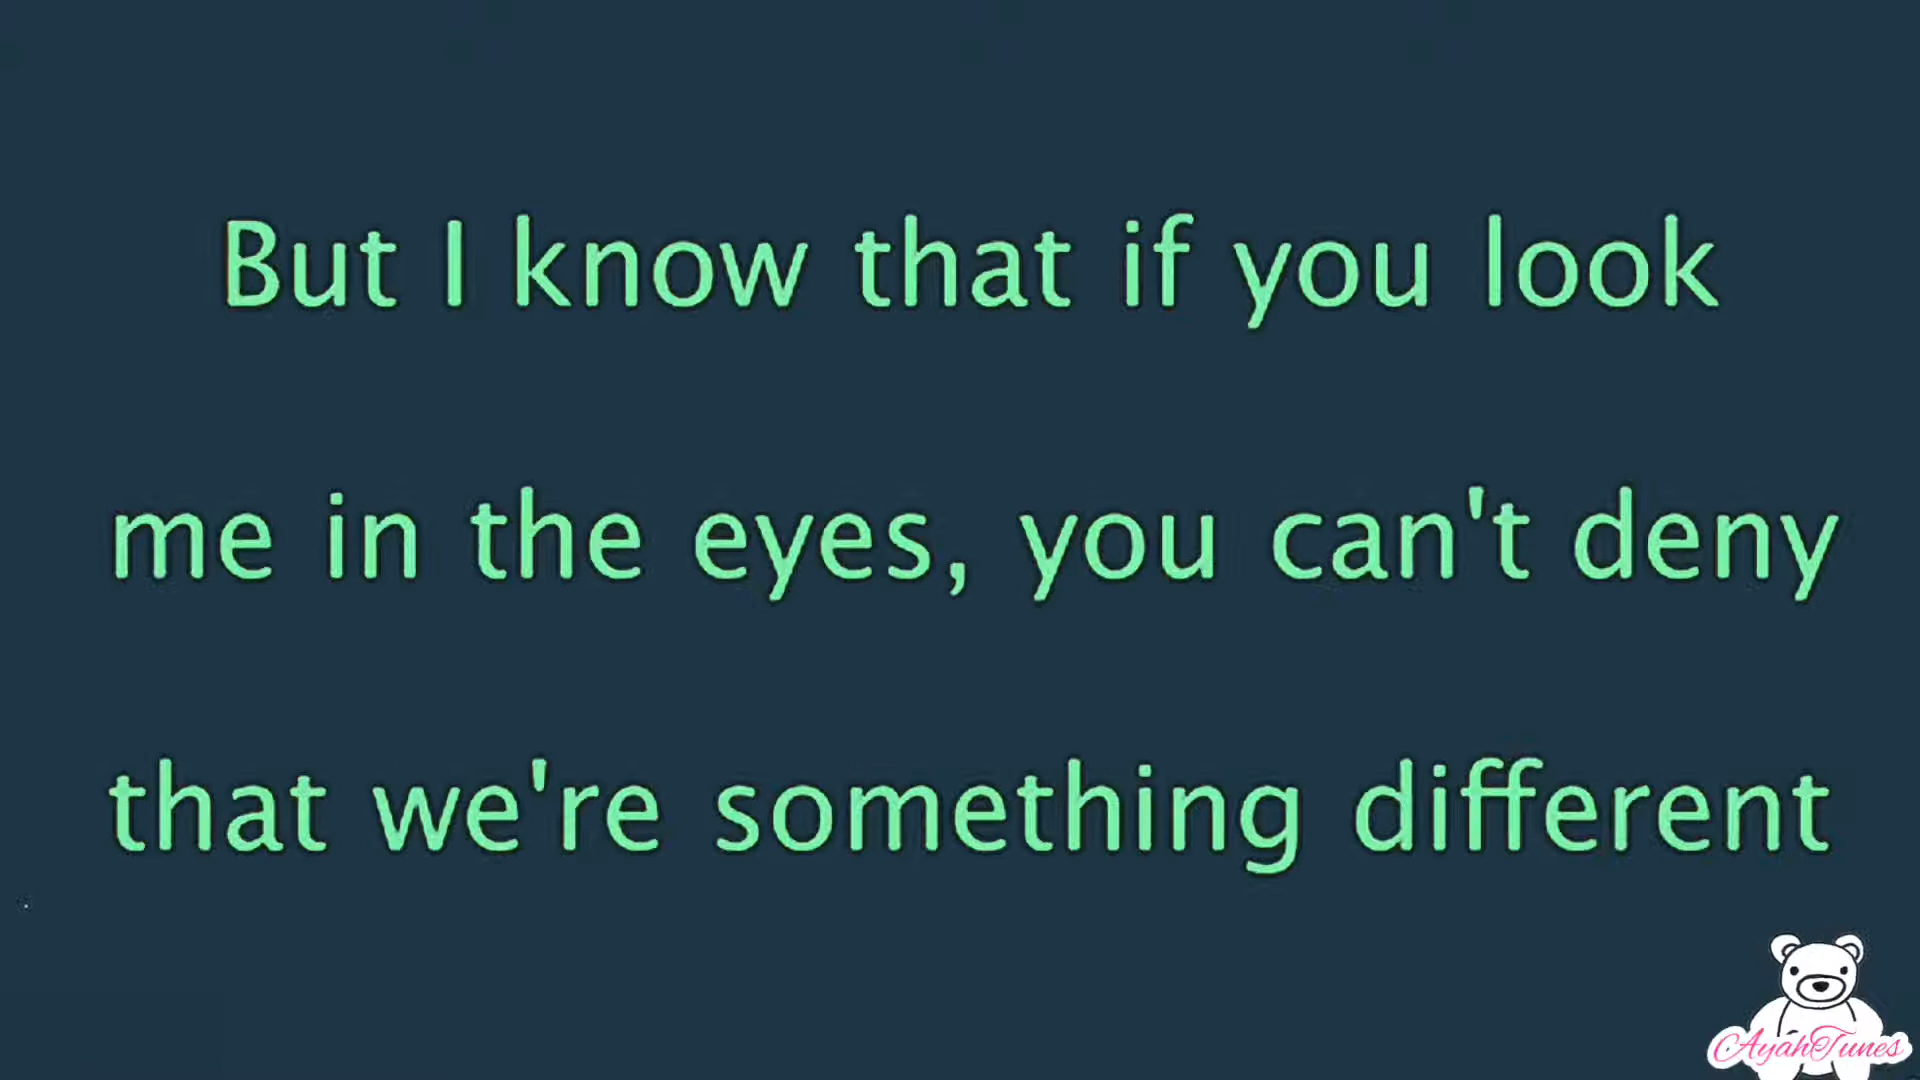 But I know that if you look
me in the eyes, you can't deny
that we're something different
AyahTunes